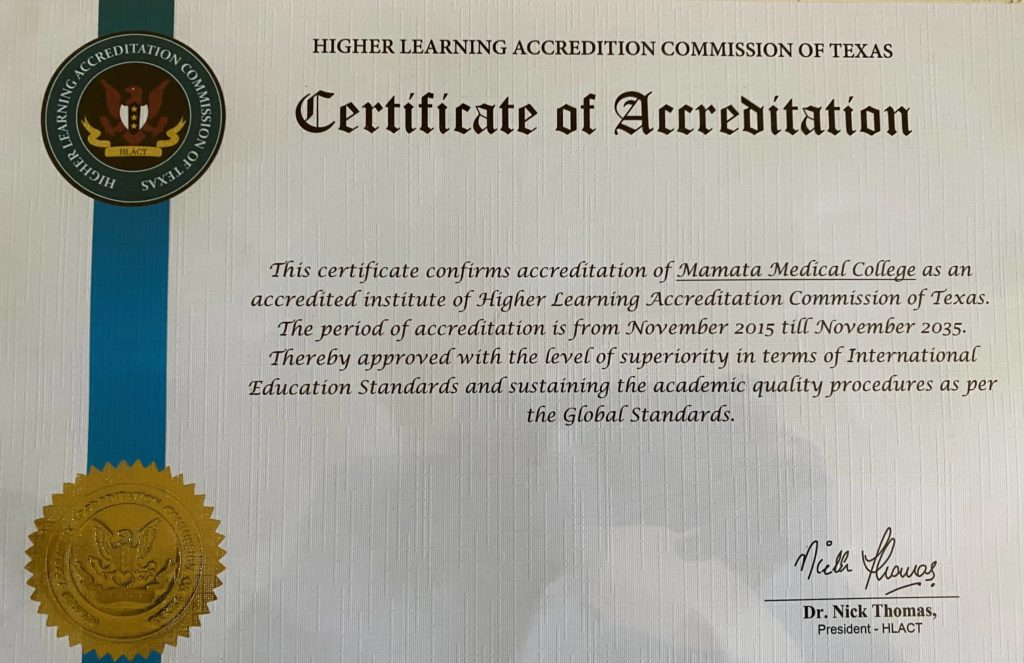 HIGHER LEARNING ACCREDITION COMMISSION OF TEXAS
Certificate of Accreditation
HIGHER LEARNING ACCREDITATION COMMISSION OF TEXAS
HLACT
This certificate confirms accreditation of Mamata Medical College as an
accredited institute of Higher Learning Accreditation Commission of Texas.
The period of accreditation is from November 2015 till November 2035.
Thereby approved with the level of superiority in terms of International
Education Standards and sustaining the academic quality procedures as per
the Global Standards.
Nick Thomas
Dr. Nick Thomas,
President - HLACT